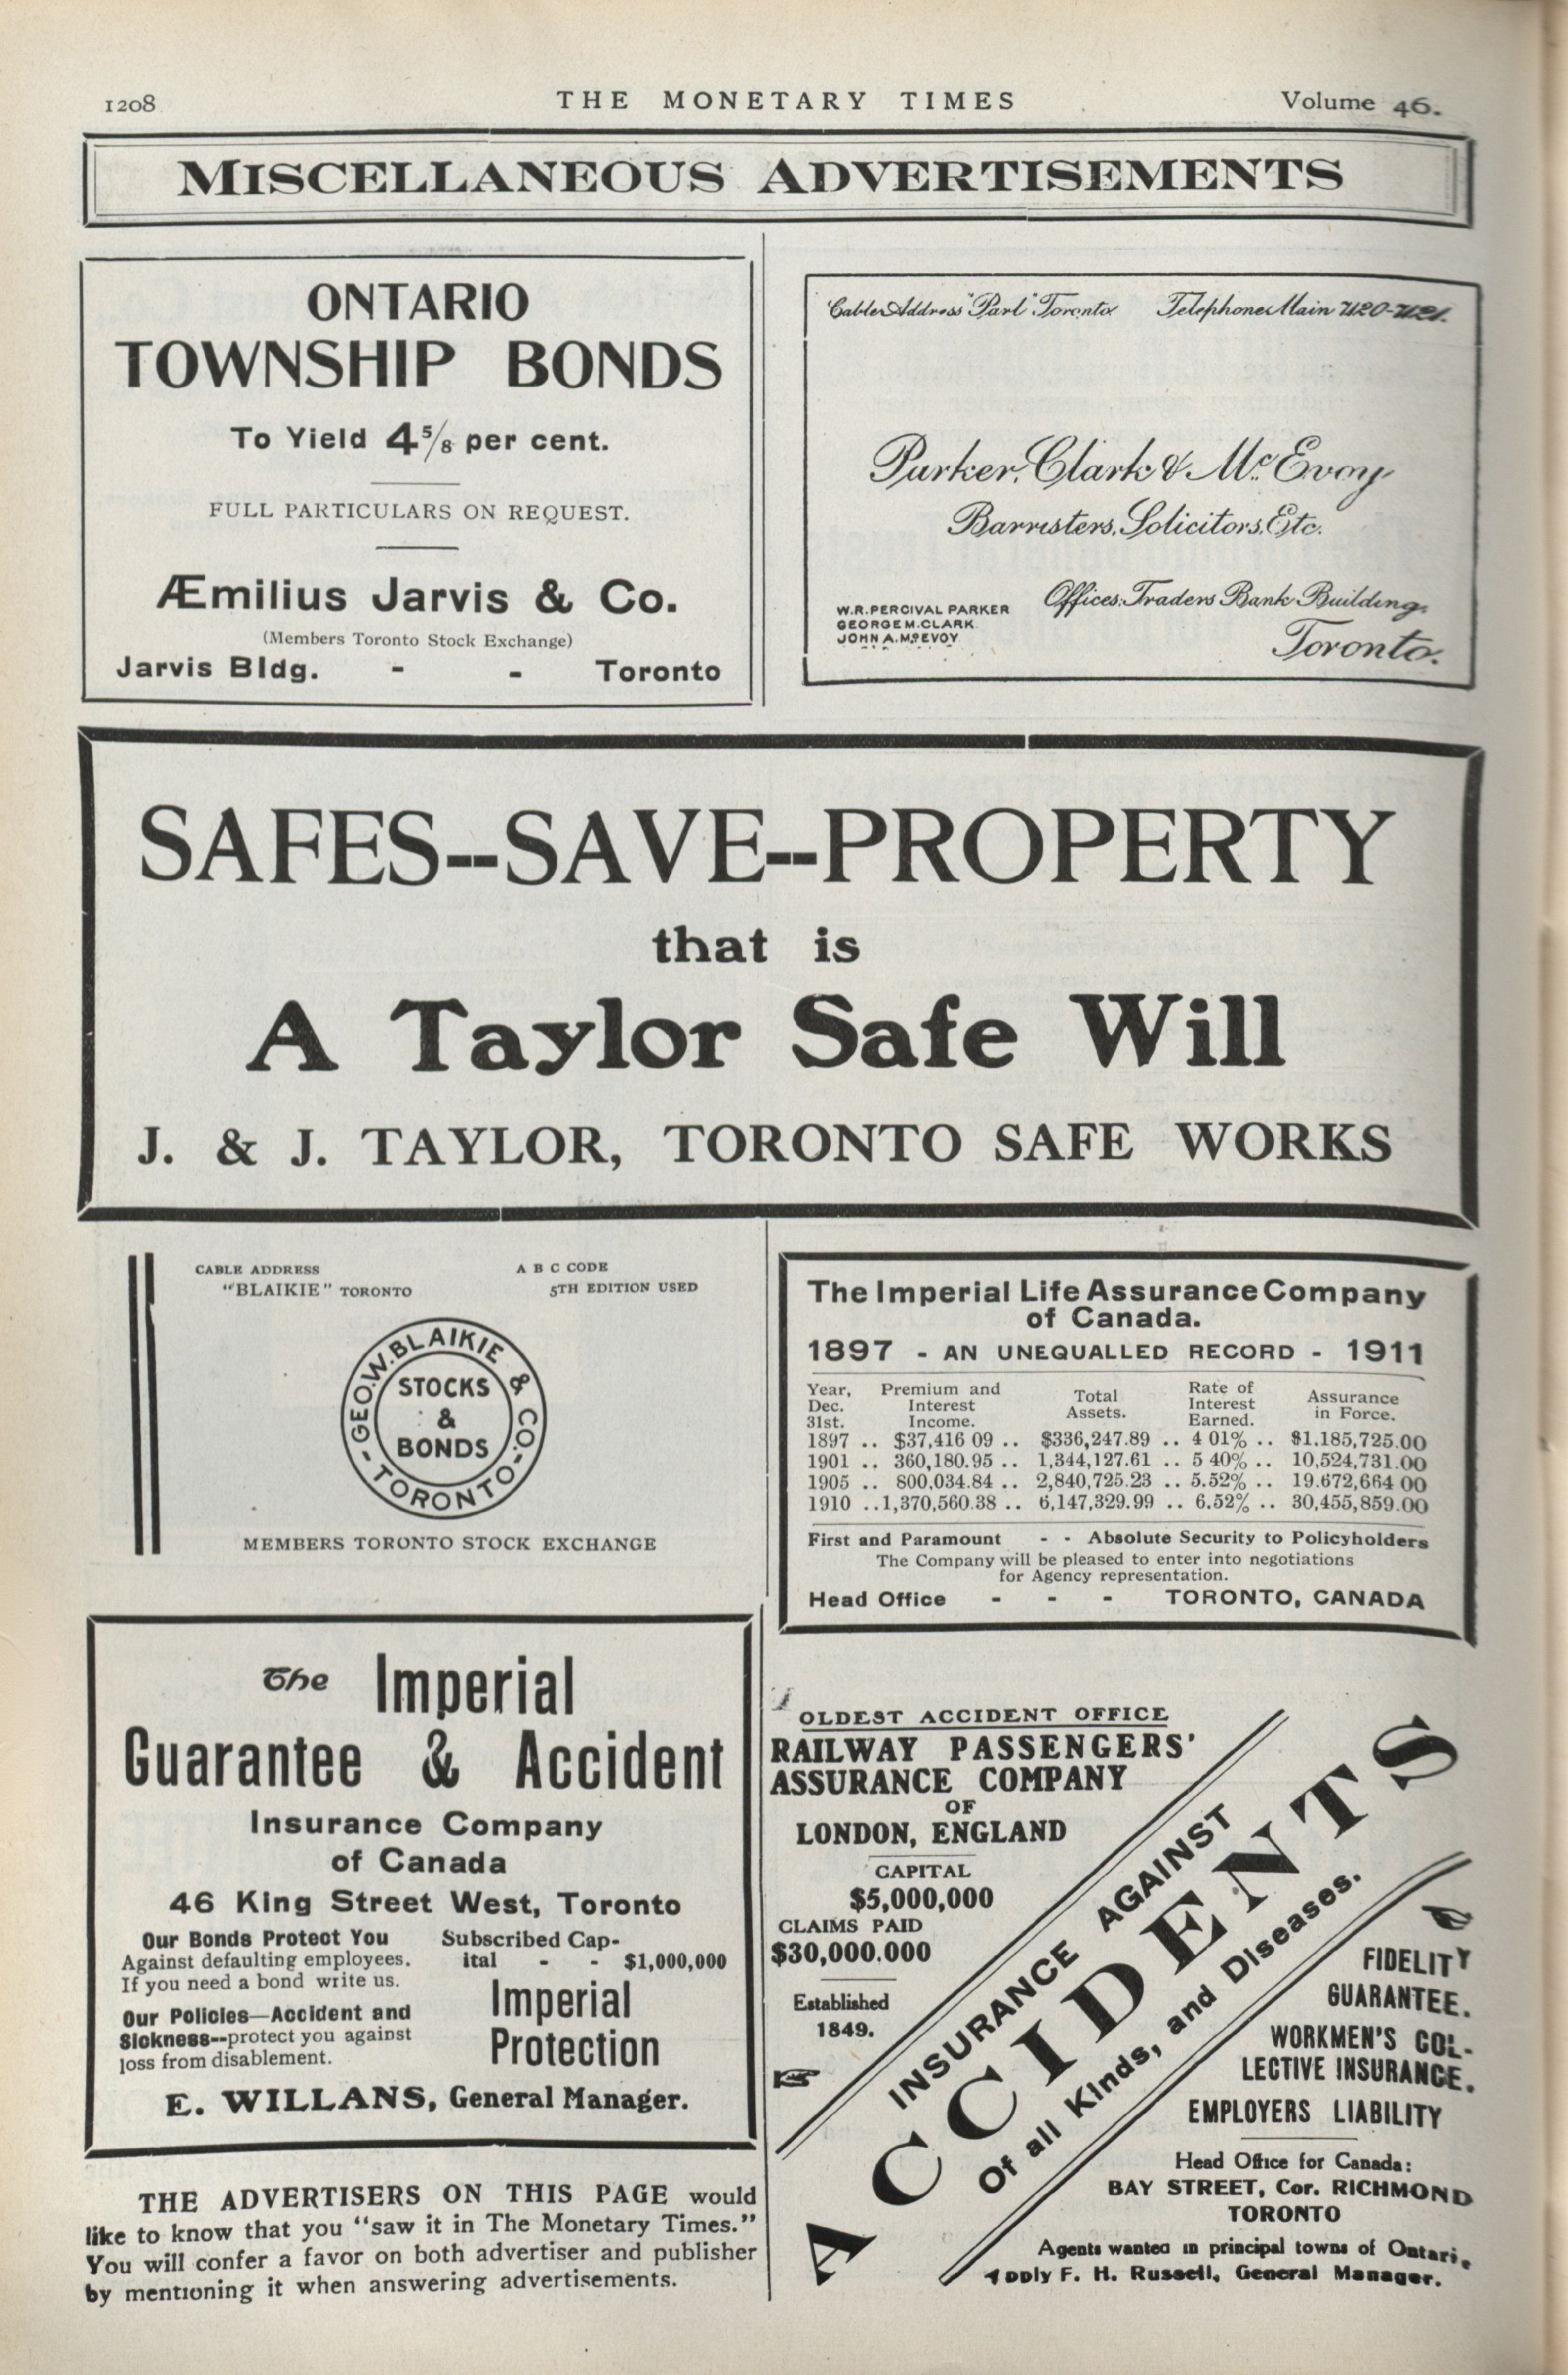 1208
THE MONETARY TIMES
Volume 46.
MISCELLANEOUS ADVERTISEMENTS
ONTARIO
TOWNSHIP BONDS
To Yield 4⅝ per cent.
FULL PARTICULARS ON REQUEST.
Æmilius Jarvis & Co.
(Members Toronto Stock Exchange)
Jarvis Bldg. - - Toronto
Cable Address "Parl" Toronto Telephone Main 7120-7121.
Parker, Clark & McEvoy
Barristers, Solicitors, Etc.
W.R. PERCIVAL PARKER
GEORGE M. CLARK
JOHN A. McEVOY
Offices: Traders Bank Building,
Toronto.
SAFES--SAVE--PROPERTY
that is
A Taylor Safe Will
J. & J. TAYLOR, TORONTO SAFE WORKS
CABLE ADDRESS
"BLAIKIE" TORONTO
A B C CODE
5TH EDITION USED
GEO. W. BLAIKIE & CO.
-TORONTO-
STOCKS
&
BONDS
MEMBERS TORONTO STOCK EXCHANGE
The Imperial Life Assurance Company
of Canada.
1897 - AN UNEQUALLED RECORD - 1911
Year, Dec. 31st. Premium and Interest Income. Total Assets. Rate of Interest Earned. Assurance in Force.
1897 .. $37,416 09 .. $336,247.89 .. 4 01% .. $1.185,725.00
1901 .. 360,180.95 .. 1,344,127.61 .. 5 40% .. 10,524,731.00
1905 .. 800,034.84 .. 2,840,725.23 .. 5.52% .. 19.672,664 00
1910 ..1,370,560.38 .. 6,147,329.99 .. 6.52% .. 30,455,859.00
First and Paramount - - Absolute Security to Policyholders
The Company will be pleased to enter into negotiations
for Agency representation.
Head Office - - - TORONTO, CANADA
The Imperial
Guarantee & Accident
Insurance Company
of Canada
46 King Street West, Toronto
Our Bonds Protect You
Against defaulting employees.
If you need a bond write us.
Our Policies—Accident and
Sickness--protect you against
loss from disablement.
Subscribed Cap-
ital - - $1,000,000
Imperial
Protection
E. WILLANS, General Manager.
THE ADVERTISERS ON THIS PAGE would
like to know that you "saw it in The Monetary Times."
You will confer a favor on both advertiser and publisher
by mentioning it when answering advertisements.
OLDEST ACCIDENT OFFICE
RAILWAY PASSENGERS'
ASSURANCE COMPANY
OF
LONDON, ENGLAND
CAPITAL
$5,000,000
CLAIMS PAID
$30,000.000
Established
1849.
INSURANCE AGAINST
ACCIDENTS
Of all Kinds, and Diseases.
FIDELITY
GUARANTEE.
WORKMEN'S COL-
LECTIVE INSURANCE.
EMPLOYERS LIABILITY
Head Office for Canada:
BAY STREET, Cor. RICHMOND
TORONTO
Agents wanted in principal towns of Ontari.
Apply F. H. Russell, General Manager.